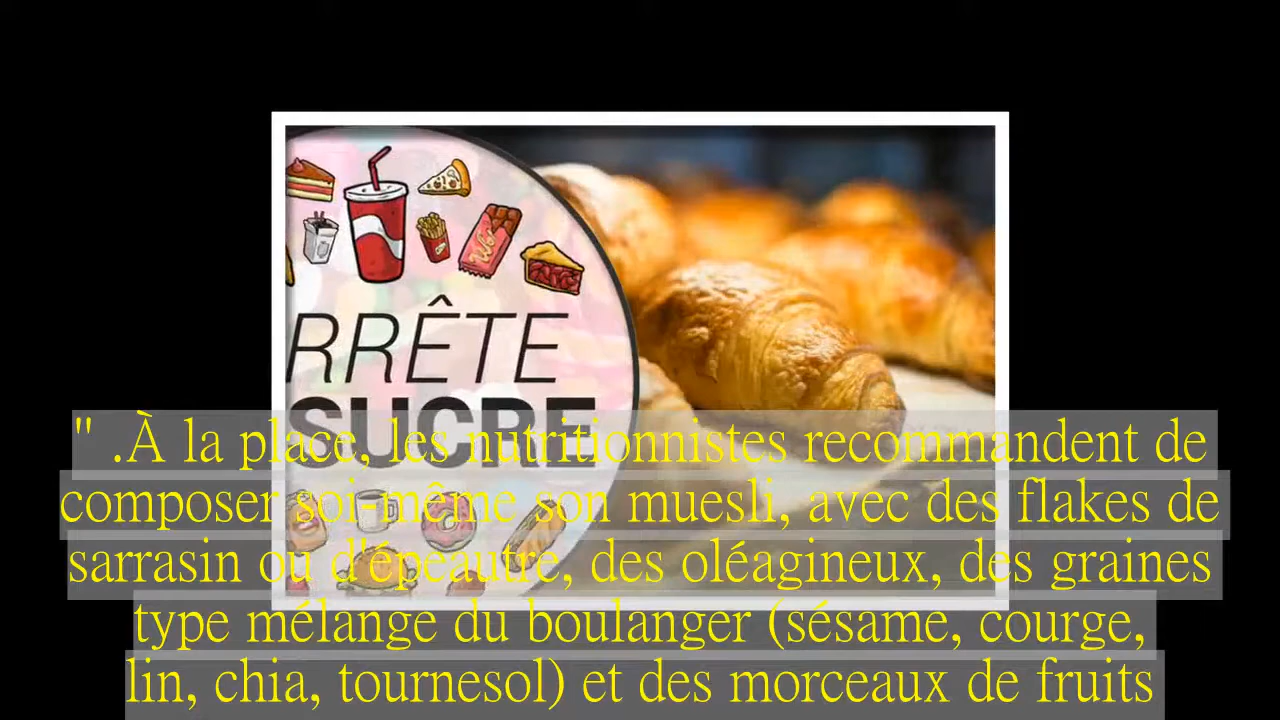 RRÊTE
SUCRE
" .À la place, les nutritionnistes recommandent de
composer soi-même son muesli, avec des flakes de
sarrasin ou d'épeautre, des oléagineux, des graines
type mélange du boulanger (sésame, courge,
lin, chia, tournesol) et des morceaux de fruits